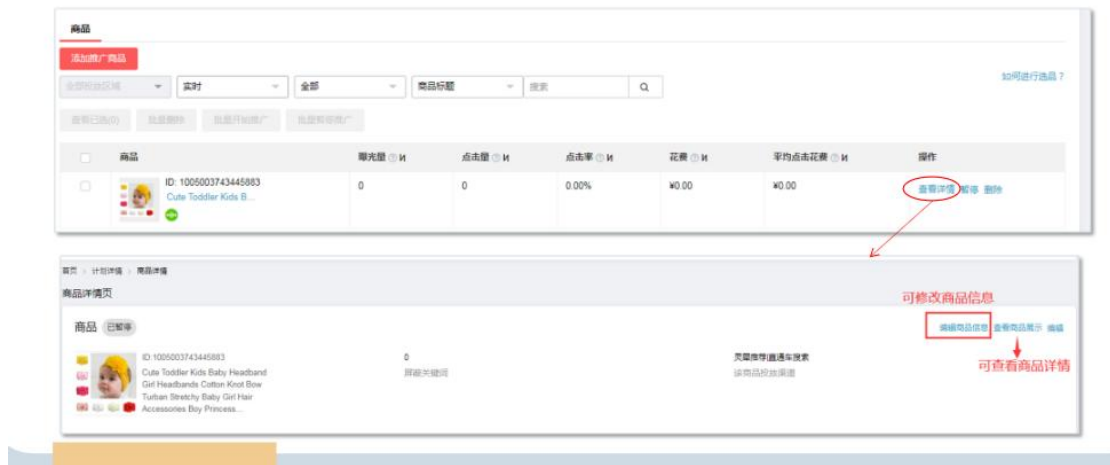 商品
添加推广商品
全部投放区域 实时 全部 商品标题 搜索
如何进行选品？
查看已选(0) 批量删除 批量开始推广 批量暂停推广
商品 曝光量 点击量 点击率 花费 平均点击花费 操作
ID: 1005003743445883 0 0 0.00% ¥0.00 ¥0.00 查看详情 暂停 删除
Cute Toddler Kids B...
首页 > 计划详情 > 商品详情
商品详情页
可修改商品信息
商品 已暂停 编辑商品信息 查看商品展示 编辑
ID:1005003743445883 0 灵犀推荐|直通车搜索
Cute Toddler Kids Baby Headband 屏蔽关键词 该商品投放渠道
可查看商品详情
Girl Headbands Cotton Knot Bow
Turban Stretchy Baby Girl Hair
Accessories Boy Princess...